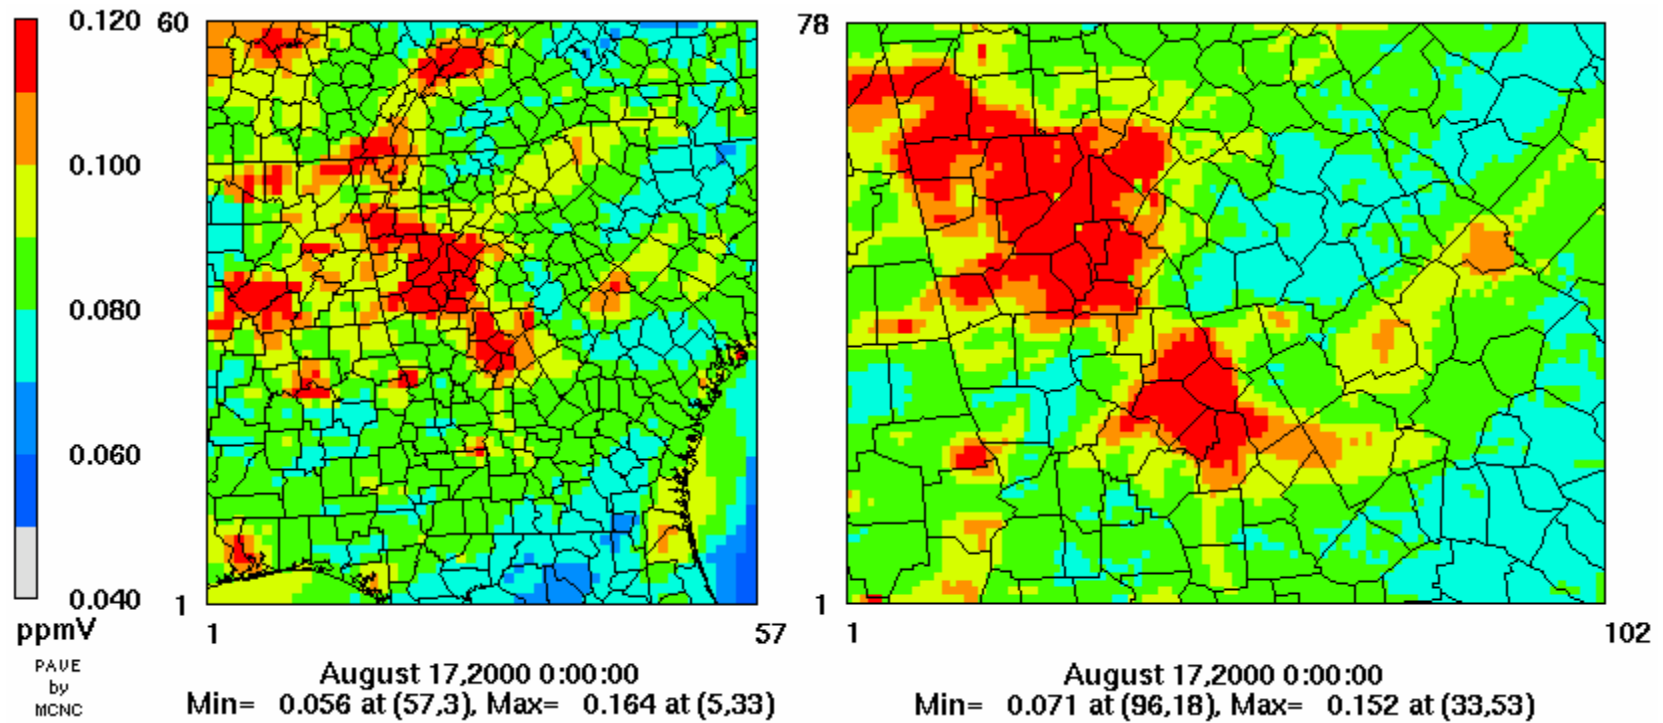 0.120
0.100
0.080
0.060
0.040
ppmV
PAVE
by
MCNC
60
1
1
57
August 17,2000 0:00:00
Min= 0.056 at (57,3), Max= 0.164 at (5,33)
78
1
1
102
August 17,2000 0:00:00
Min= 0.071 at (96,18), Max= 0.152 at (33,53)